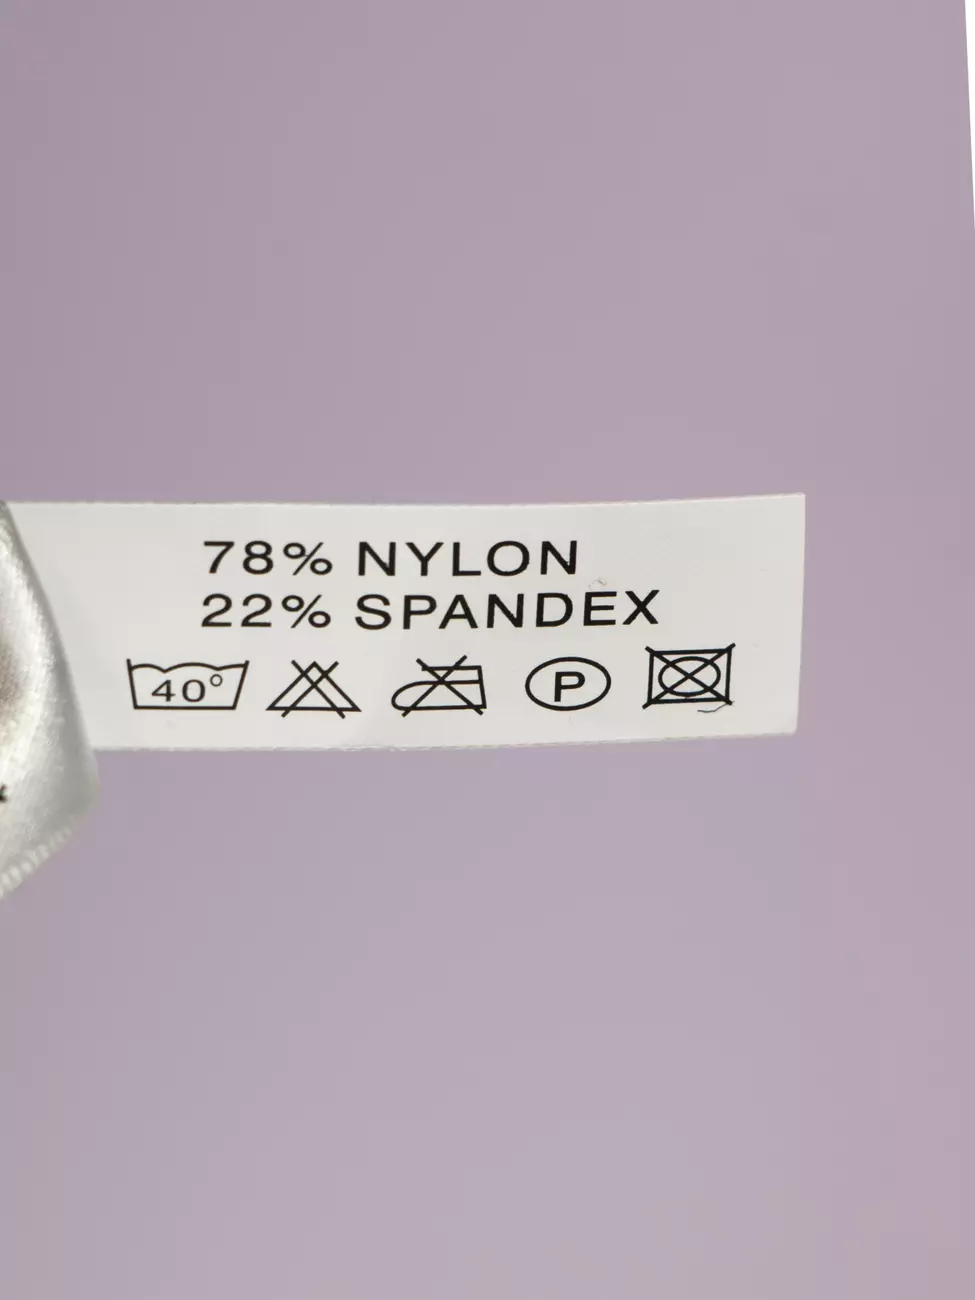 78% NYLON
22% SPANDEX
40° P